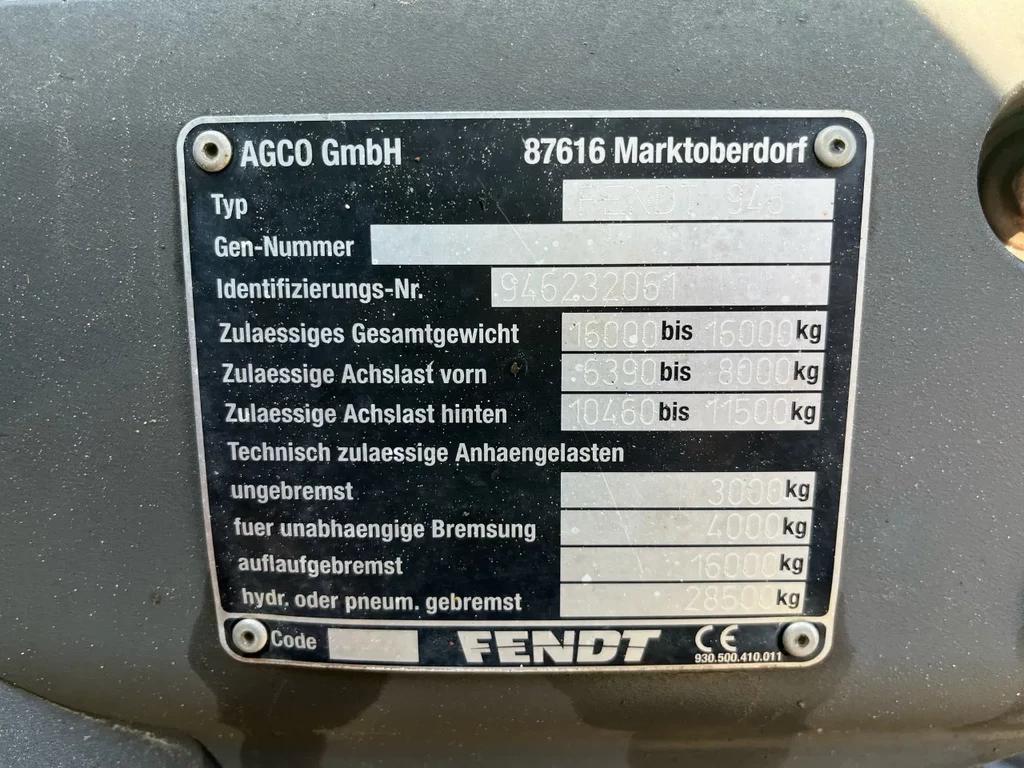 AGCO GmbH 87616 Marktoberdorf
Typ FENDT 946
Gen-Nummer
Identifizierungs-Nr. 946232061
Zulaessiges Gesamtgewicht 16000 bis 16000 kg
Zulaessige Achslast vorn 6390 bis 8000 kg
Zulaessige Achslast hinten 10460 bis 11500 kg
Technisch zulaessige Anhaengelasten
ungebremst 3000 kg
fuer unabhaengige Bremsung 4000 kg
auflaufgebremst 16000 kg
hydr. oder pneum. gebremst 28500 kg
Code FENDT CE
930.500.410.011